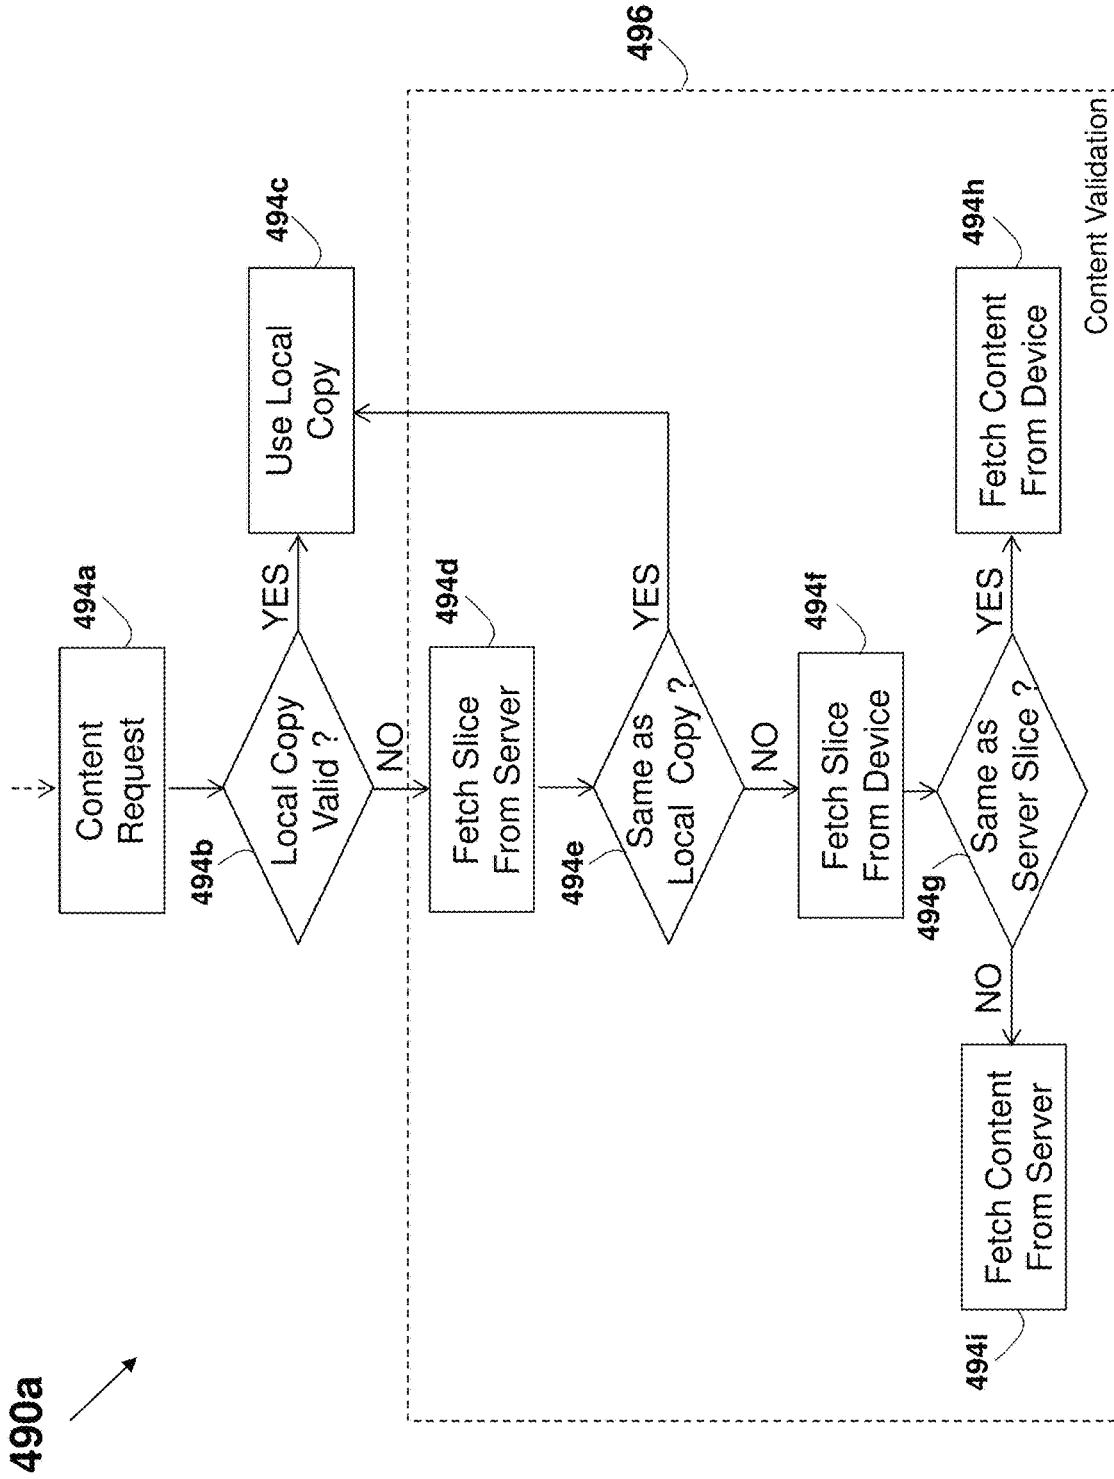 490a
494a
Content
Request
494b
Local Copy
Valid ?
YES
494c
Use Local
Copy
NO
496
494d
Fetch Slice
From Server
494e
Same as
Local Copy ?
YES
NO
494f
Fetch Slice
From Device
494g
Same as
Server Slice ?
NO
YES
494i
Fetch Content
From Server
494h
Fetch Content
From Device
Content Validation